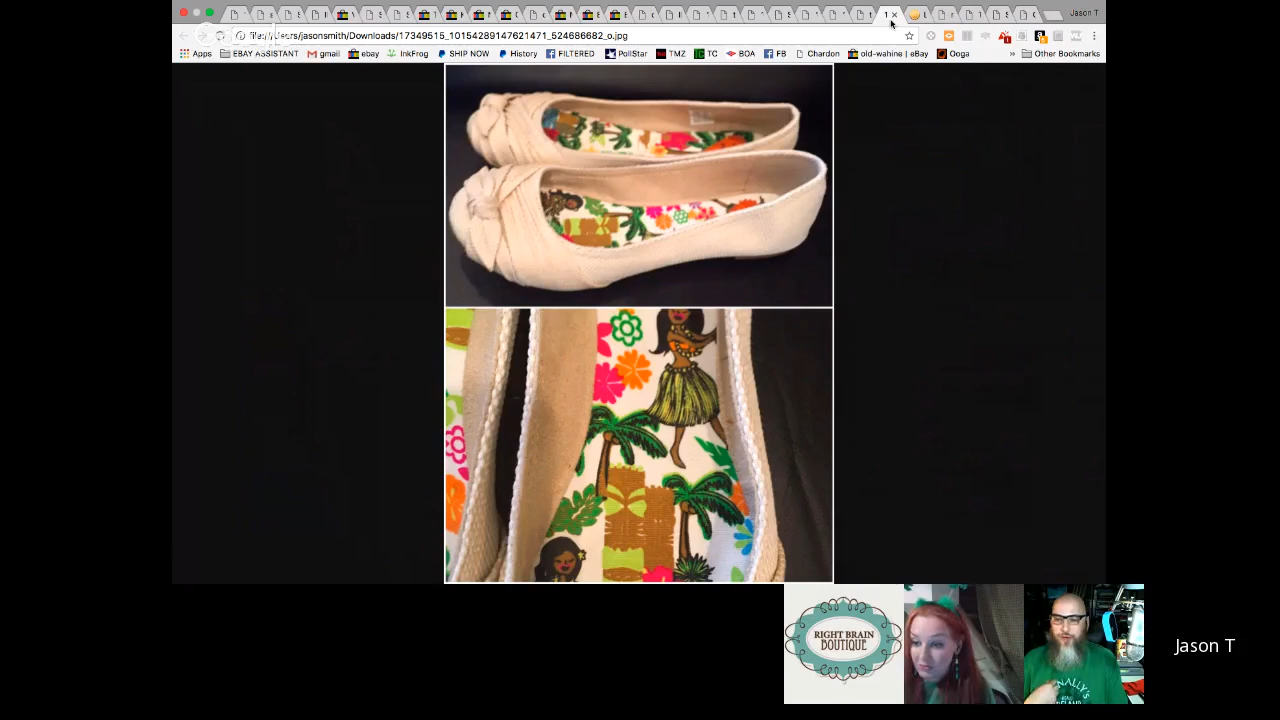 Jason T
file:///Users/jasonsmith/Downloads/17349515_10154289147621471_524686682_o.jpg
Apps EBAY ASSISTANT gmail ebay InkFrog SHIP NOW History FILTERED PollStar TMZ TC BOA FB Chardon old-wahine | eBay Ooga » Other Bookmarks
RIGHT BRAIN
BOUTIQUE
NALLY'S
Jason T